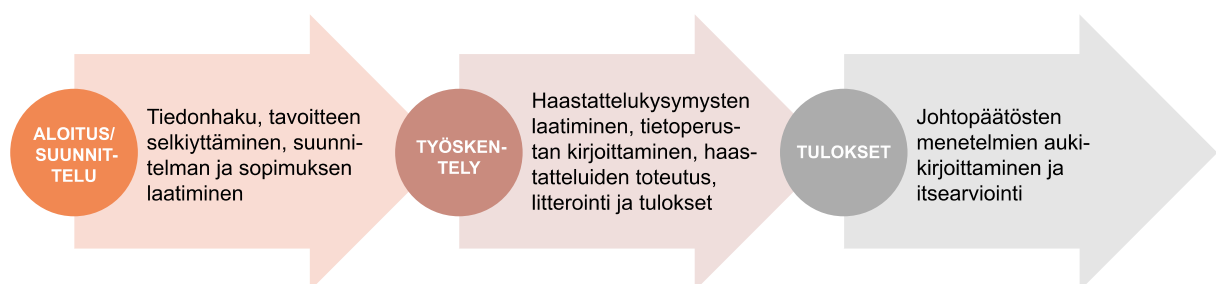 ALOITUS/
SUUNNIT-
TELU
Tiedonhaku, tavoitteen
selkiyttäminen, suunni-
telman ja sopimuksen
laatiminen
TYÖSKEN-
TELY
Haastattelukysymysten
laatiminen, tietoperus-
tan kirjoittaminen, haas-
tatteluiden toteutus,
litterointi ja tulokset
TULOKSET
Johtopäätösten
menetelmien auki-
kirjoittaminen ja
itsearviointi